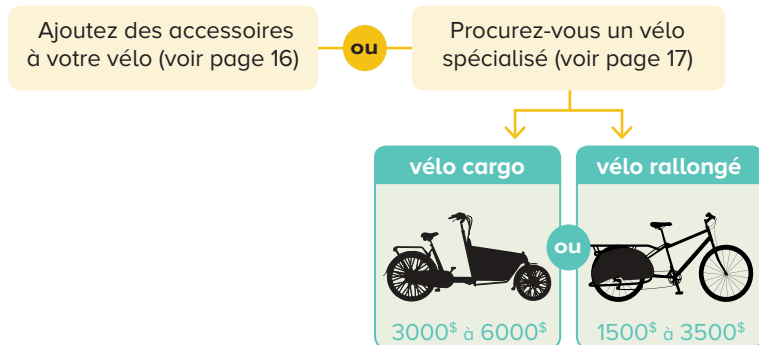 Ajoutez des accessoires
à votre vélo (voir page 16)
ou
Procurez-vous un vélo
spécialisé (voir page 17)
vélo cargo
3000$ à 6000$
ou
vélo rallongé
1500$ à 3500$